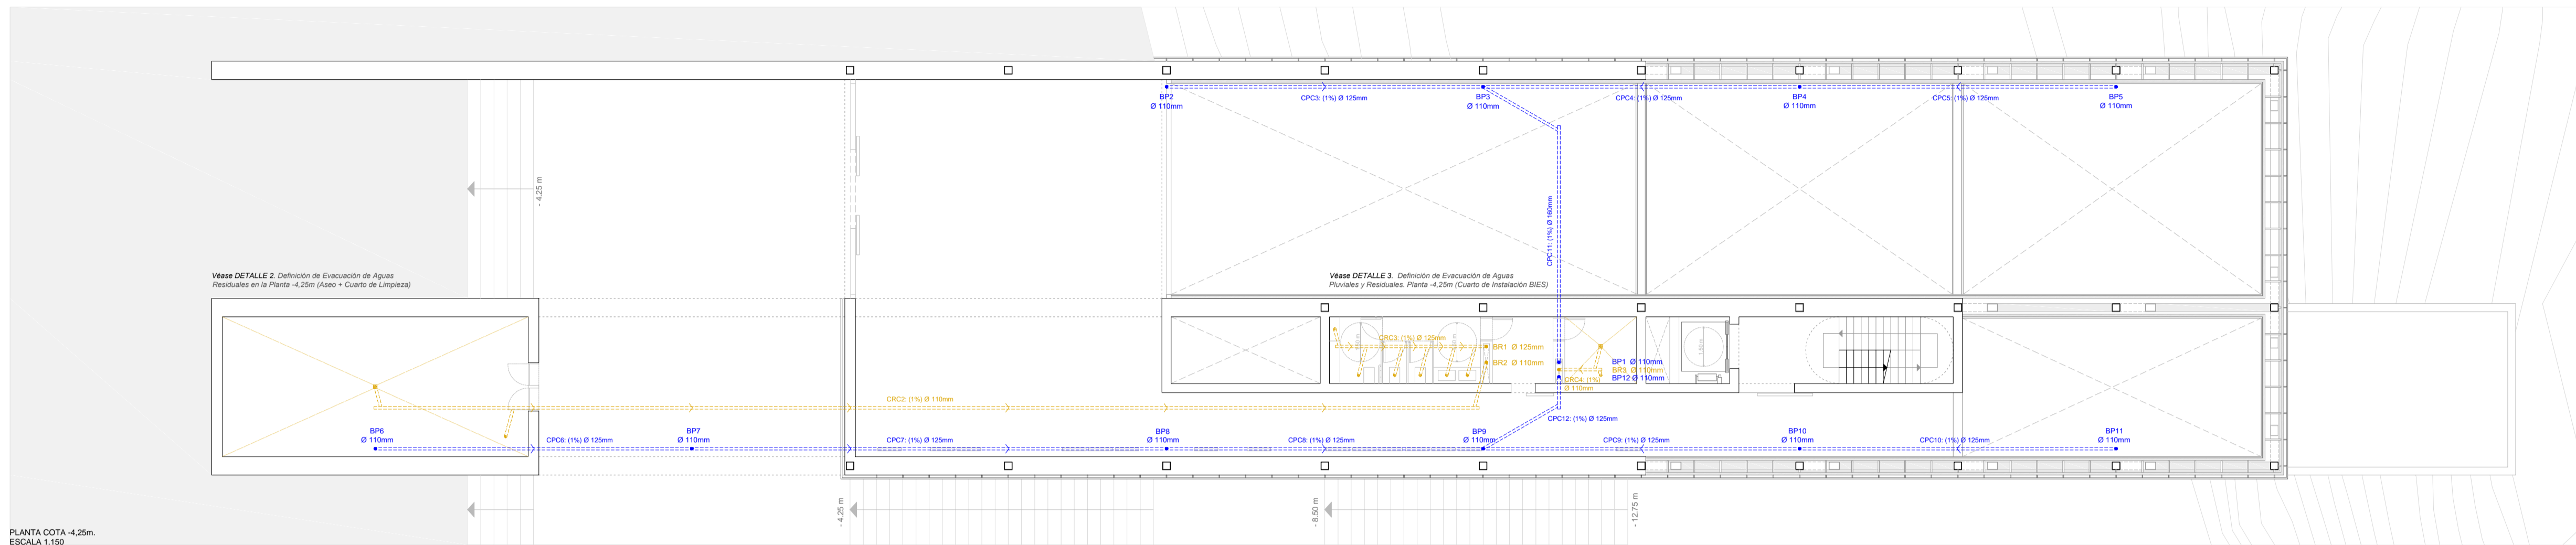 BP2
Ø 110mm
CPC3: (1%) Ø 125mm
BP3
Ø 110mm
CPC4: (1%) Ø 125mm
BP4
Ø 110mm
CPC5: (1%) Ø 125mm
BP5
Ø 110mm
- 4.25 m
CPC11: (1%) Ø 160mm
Véase DETALLE 2. Definición de Evacuación de Aguas
Residuales en la Planta -4,25m (Aseo + Cuarto de Limpieza)
Véase DETALLE 3. Definición de Evacuación de Aguas
Pluviales y Residuales. Planta -4,25m (Cuarto de Instalación BIES)
CRC3: (1%) Ø 125mm
BR1 Ø 125mm
BR2 Ø 110mm
1.50 m
BP1 Ø 110mm
BR3 Ø 110mm
BP12 Ø 110mm
CRC4: (1%)
Ø 110mm
CRC2: (1%) Ø 110mm
CPC12: (1%) Ø 125mm
BP6
Ø 110mm
CPC6: (1%) Ø 125mm
BP7
Ø 110mm
CPC7: (1%) Ø 125mm
BP8
Ø 110mm
CPC8: (1%) Ø 125mm
BP9
Ø 110mm
CPC9: (1%) Ø 125mm
BP10
Ø 110mm
CPC10: (1%) Ø 125mm
BP11
Ø 110mm
- 4.25 m
- 8.50 m
- 12.75 m
PLANTA COTA -4,25m.
ESCALA 1.150